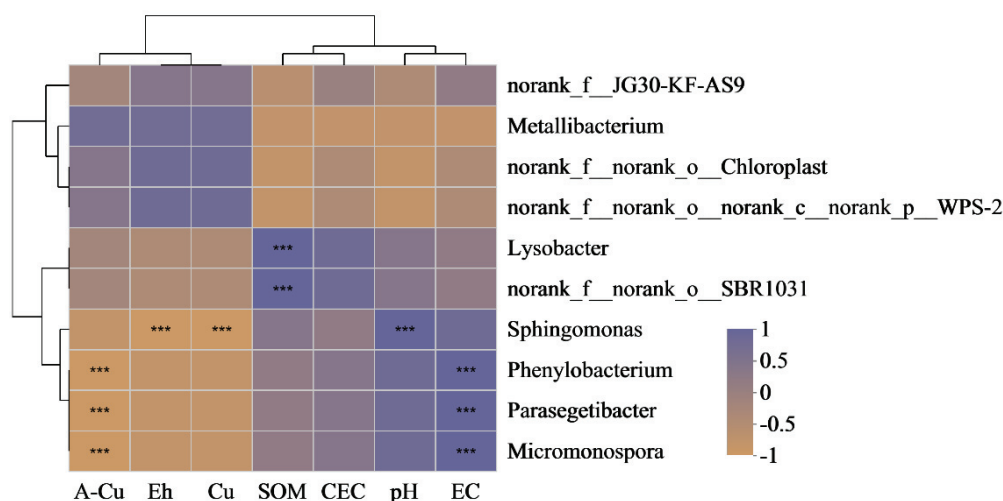 norank_f__JG30-KF-AS9
Metallibacterium
norank_f__norank_o__Chloroplast
norank_f__norank_o__norank_c__norank_p__WPS-2
*** Lysobacter
*** norank_f__norank_o__SBR1031
*** *** *** Sphingomonas
*** *** Phenylobacterium
*** *** Parasegetibacter
*** *** Micromonospora
1
0.5
0
-0.5
-1
A-Cu Eh Cu SOM CEC pH EC